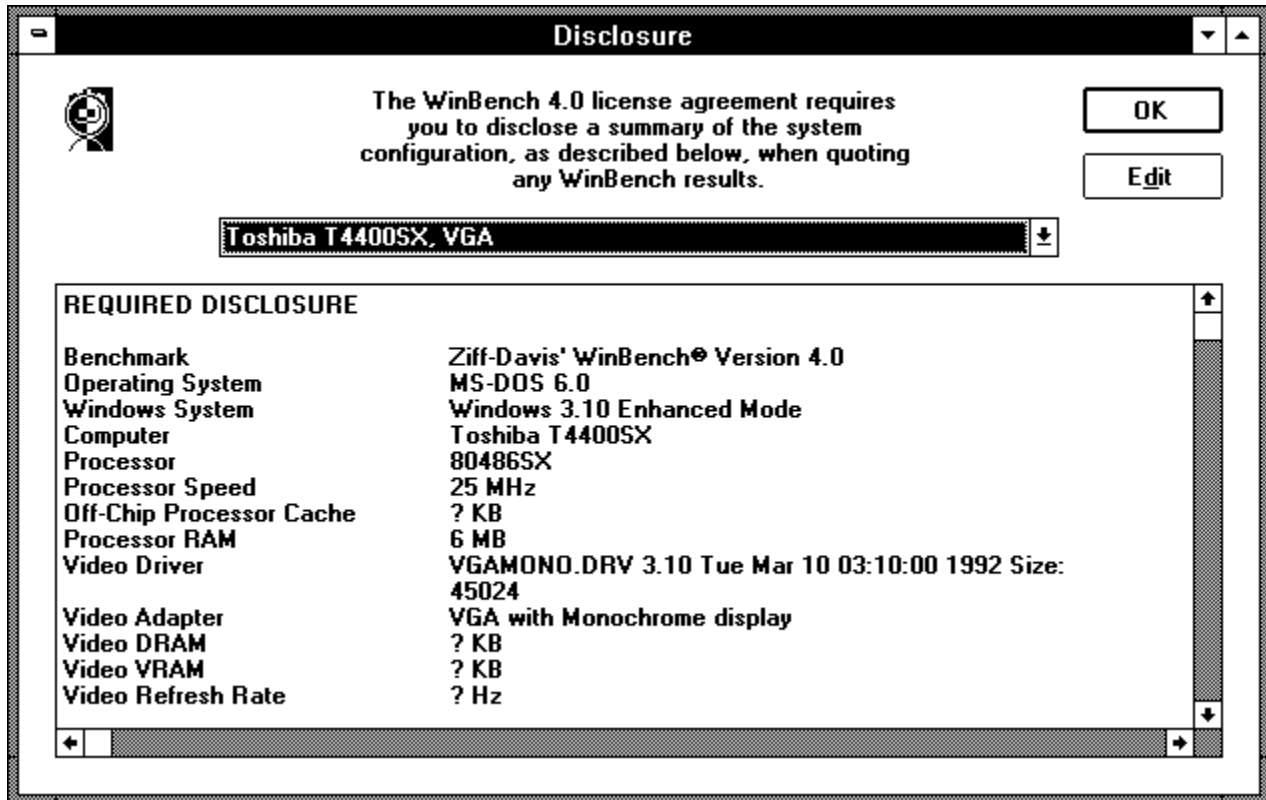 Disclosure
The WinBench 4.0 license agreement requires
you to disclose a summary of the system
configuration, as described below, when quoting
any WinBench results.
OK
Edit
Toshiba T4400SX, VGA
REQUIRED DISCLOSURE
Benchmark Ziff-Davis' WinBench® Version 4.0
Operating System MS-DOS 6.0
Windows System Windows 3.10 Enhanced Mode
Computer Toshiba T4400SX
Processor 80486SX
Processor Speed 25 MHz
Off-Chip Processor Cache ? KB
Processor RAM 6 MB
Video Driver VGAMONO.DRV 3.10 Tue Mar 10 03:10:00 1992 Size:
45024
Video Adapter VGA with Monochrome display
Video DRAM ? KB
Video VRAM ? KB
Video Refresh Rate ? Hz